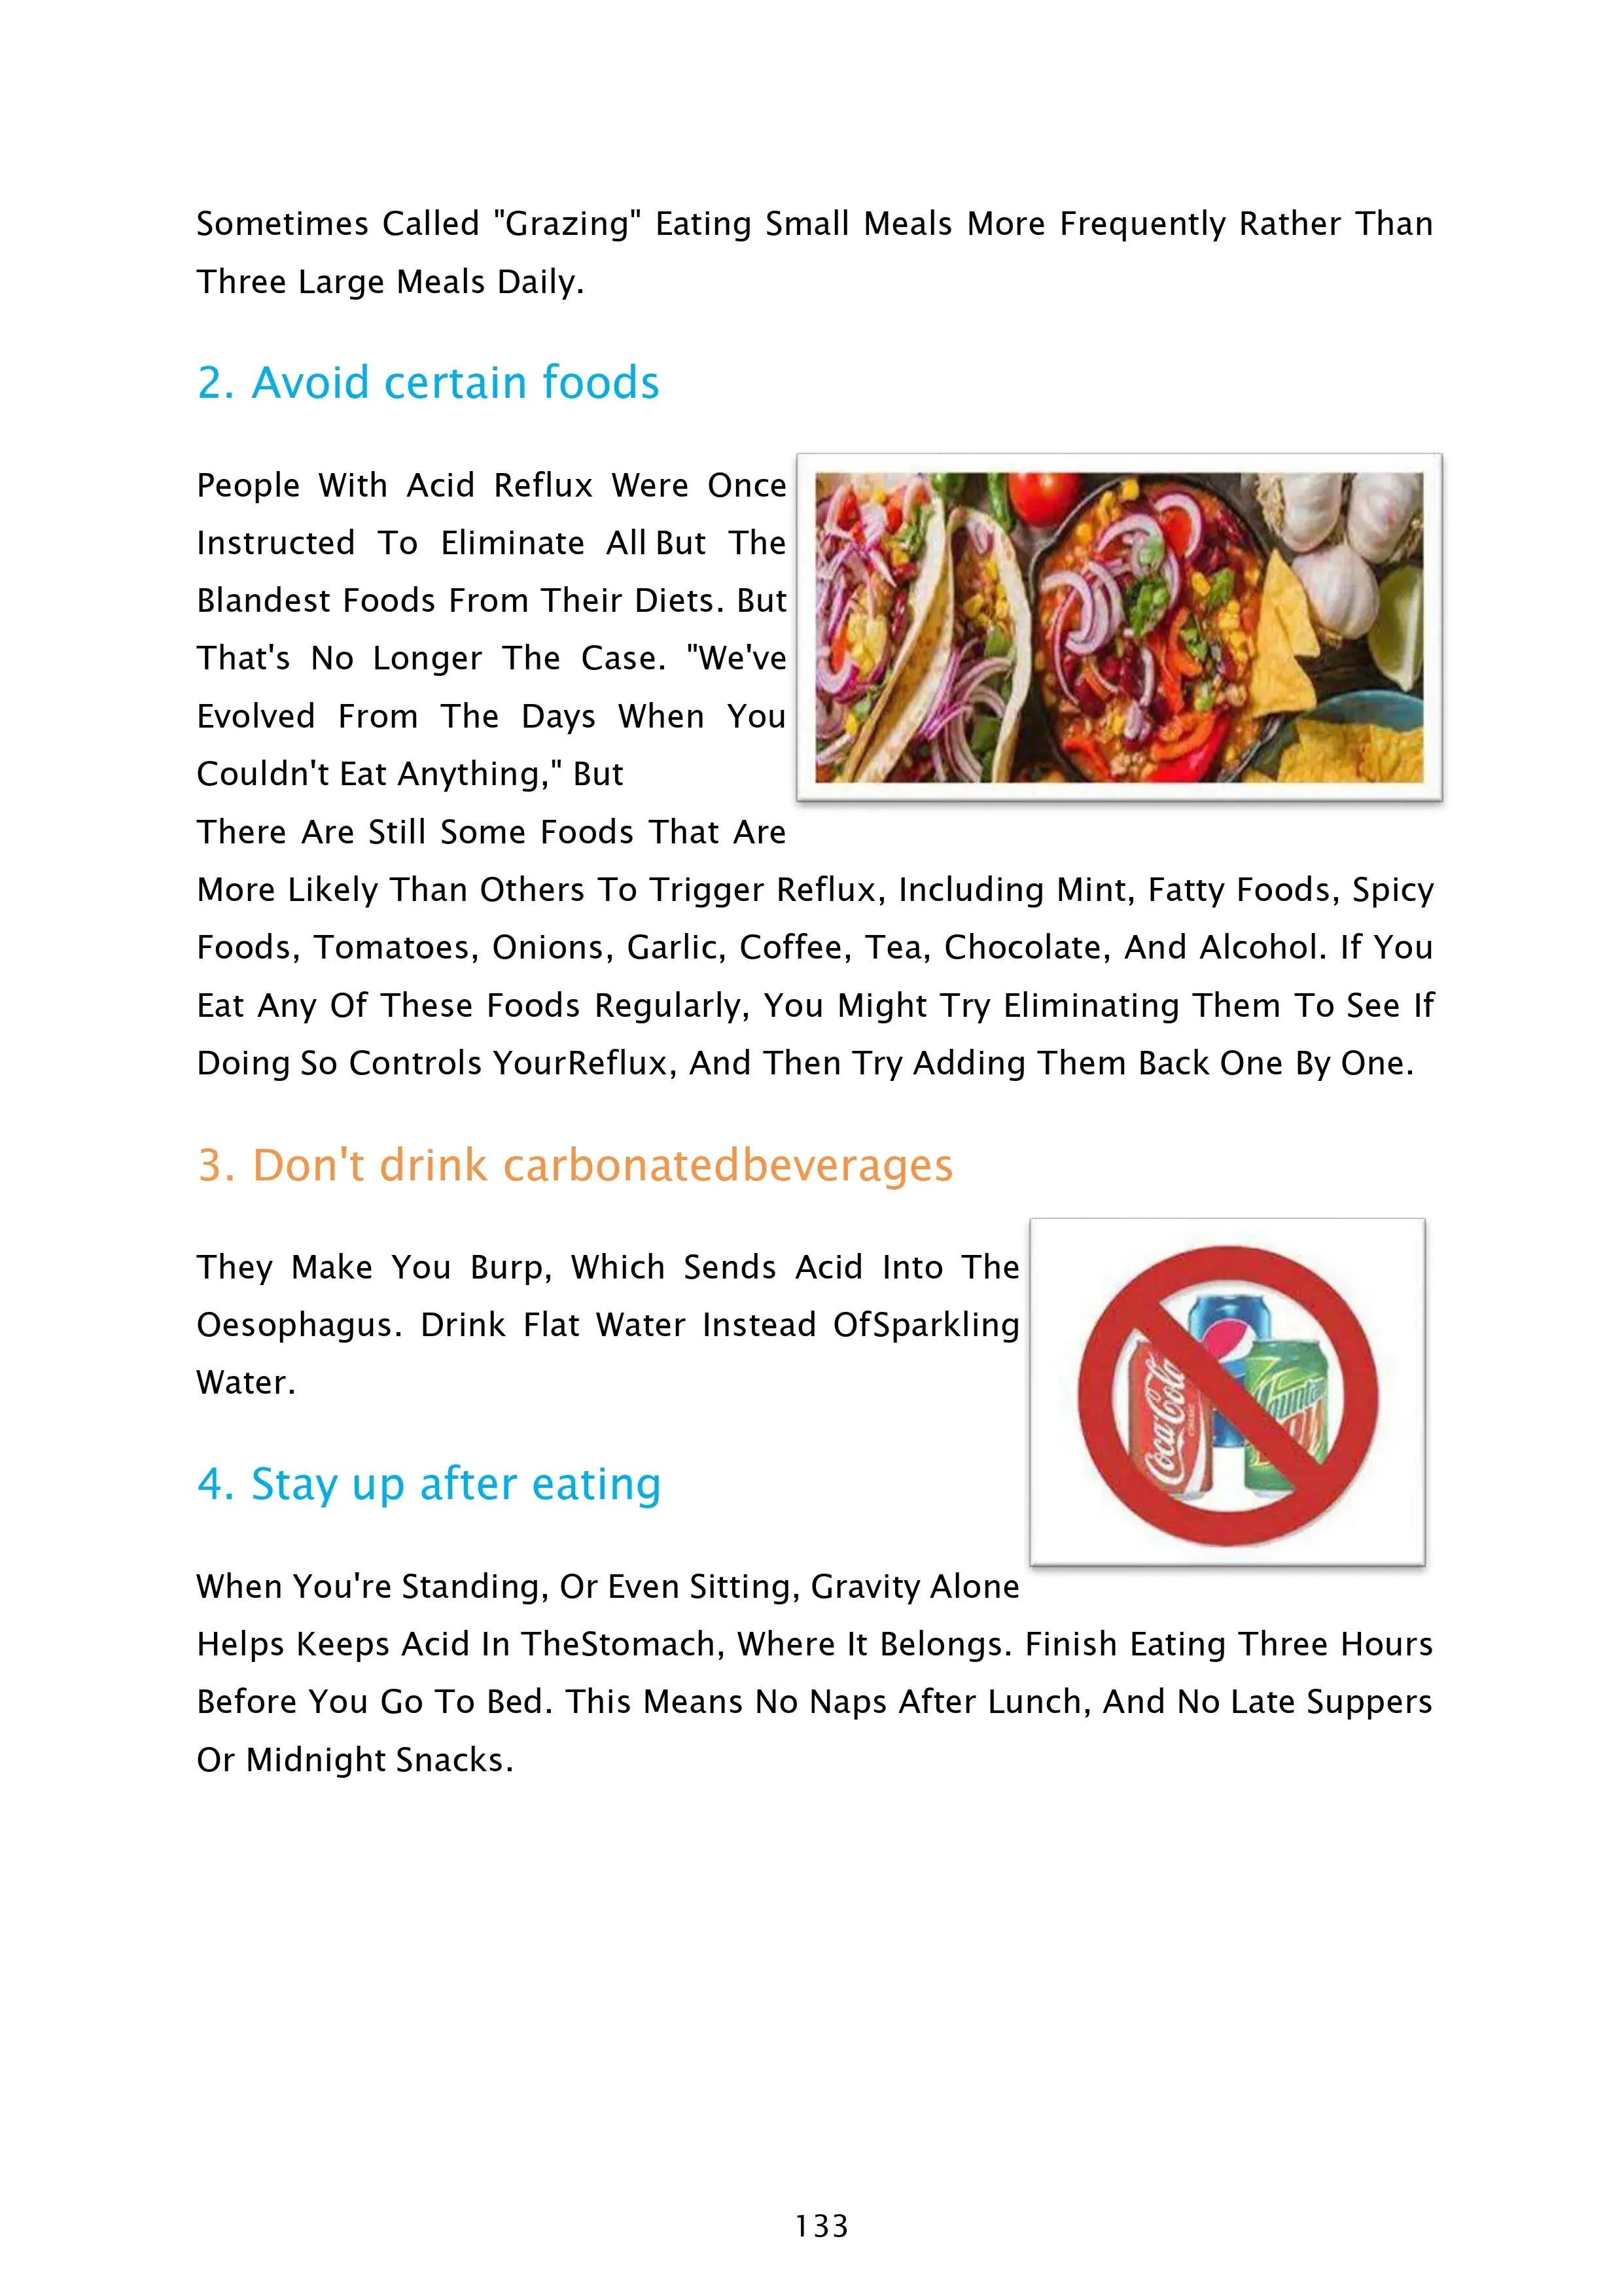 Sometimes Called "Grazing" Eating Small Meals More Frequently Rather Than
Three Large Meals Daily.
2. Avoid certain foods
People With Acid Reflux Were Once
Instructed To Eliminate All But The
Blandest Foods From Their Diets. But
That's No Longer The Case. "We've
Evolved From The Days When You
Couldn't Eat Anything," But
There Are Still Some Foods That Are
More Likely Than Others To Trigger Reflux, Including Mint, Fatty Foods, Spicy
Foods, Tomatoes, Onions, Garlic, Coffee, Tea, Chocolate, And Alcohol. If You
Eat Any Of These Foods Regularly, You Might Try Eliminating Them To See If
Doing So Controls YourReflux, And Then Try Adding Them Back One By One.
3. Don't drink carbonatedbeverages
They Make You Burp, Which Sends Acid Into The
Oesophagus. Drink Flat Water Instead OfSparkling
Water.
Coca-Cola
4. Stay up after eating
When You're Standing, Or Even Sitting, Gravity Alone
Helps Keeps Acid In TheStomach, Where It Belongs. Finish Eating Three Hours
Before You Go To Bed. This Means No Naps After Lunch, And No Late Suppers
Or Midnight Snacks.
133